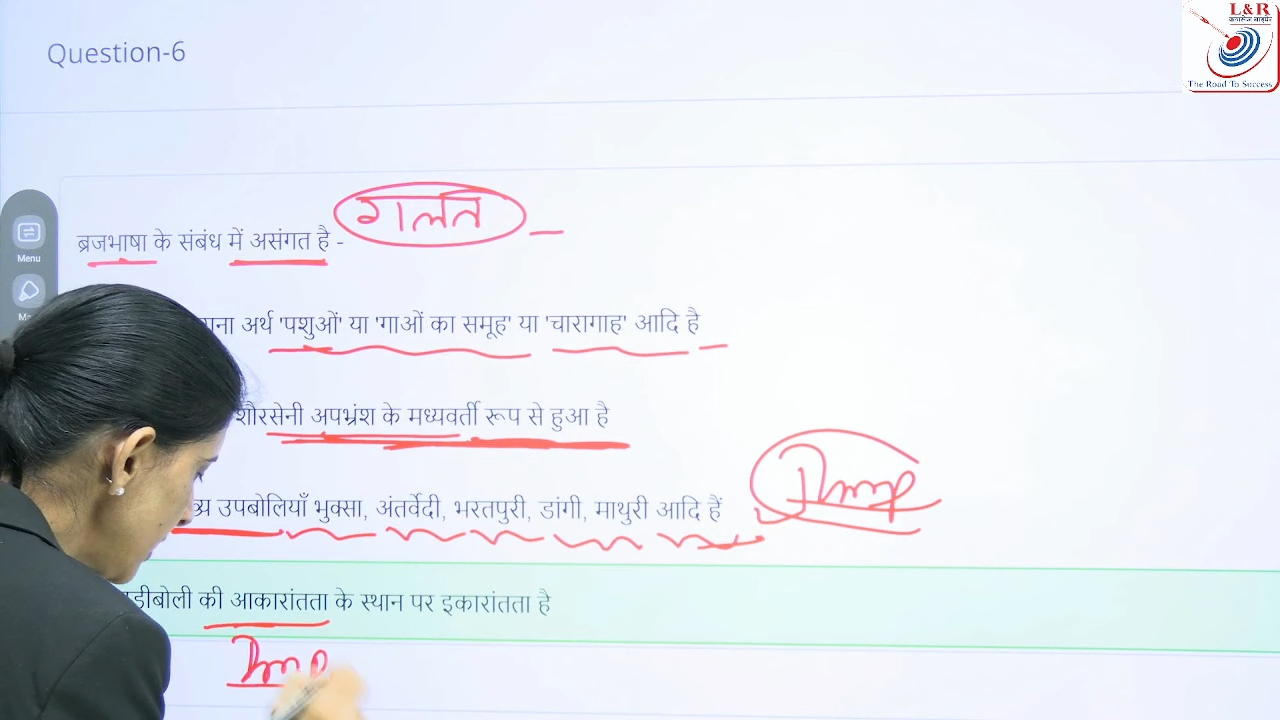 L&R
Question-6
The Road To Success
गलत
ब्रजभाषा के संबंध में असंगत है -
Menu
अर्थ 'पशुओं' या 'गाओं का समूह' या 'चारागाह' आदि है
शौरसेनी अपभ्रंश के मध्यवर्ती रूप से हुआ है
Imp
उपबोलियाँ भुक्सा, अंतर्वेदी, भरतपुरी, डांगी, माथुरी आदि हैं
की आकारांतता के स्थान पर इकारांतता है
Imp